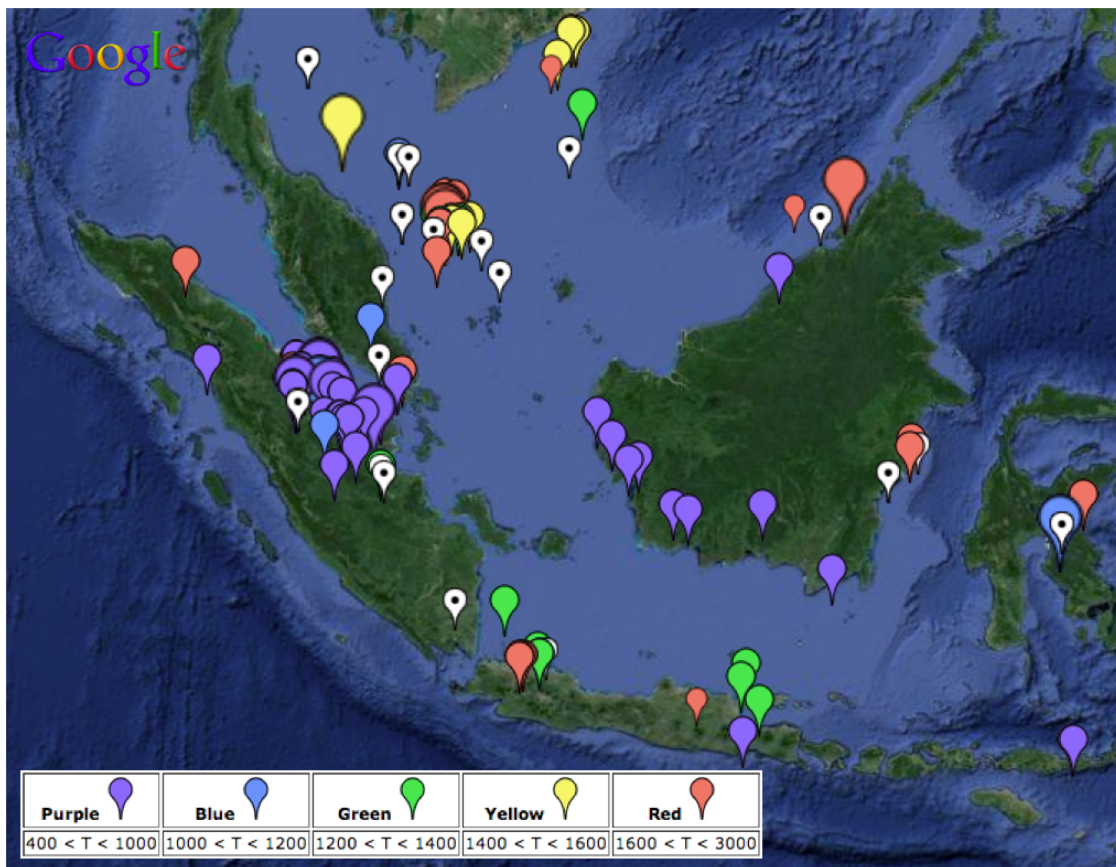 Google
Purple Blue Green Yellow Red
400 < T < 1000 1000 < T < 1200 1200 < T < 1400 1400 < T < 1600 1600 < T < 3000